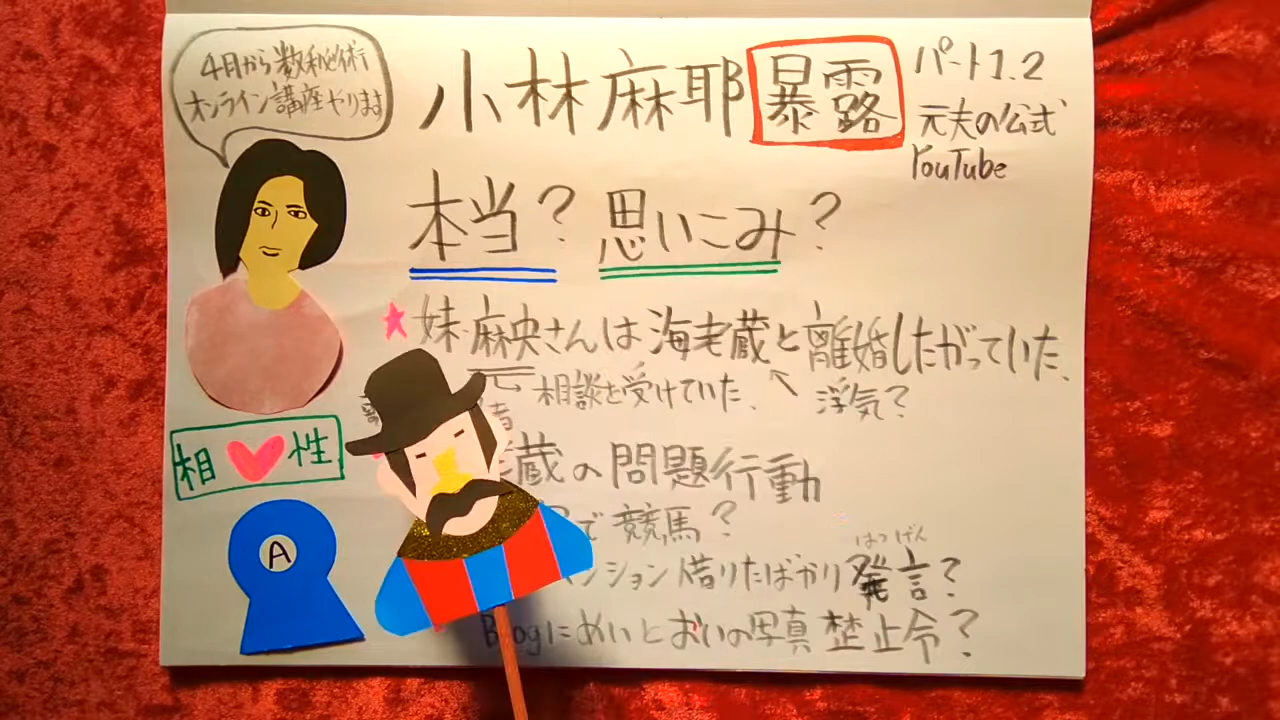 4月から数秘術
オンライン講座やります
小林麻耶 暴露
パート1.2
元夫の公式
YouTube
本当? 思いこみ?
★妹・麻央さんは海老蔵と離婚したがっていた、
相談を受けていた、
浮気?
相♥性
蔵の問題行動
で競馬?
A
ンション借りたばかり発言?
はつげん
Blogにめいとおいの写真禁止令?